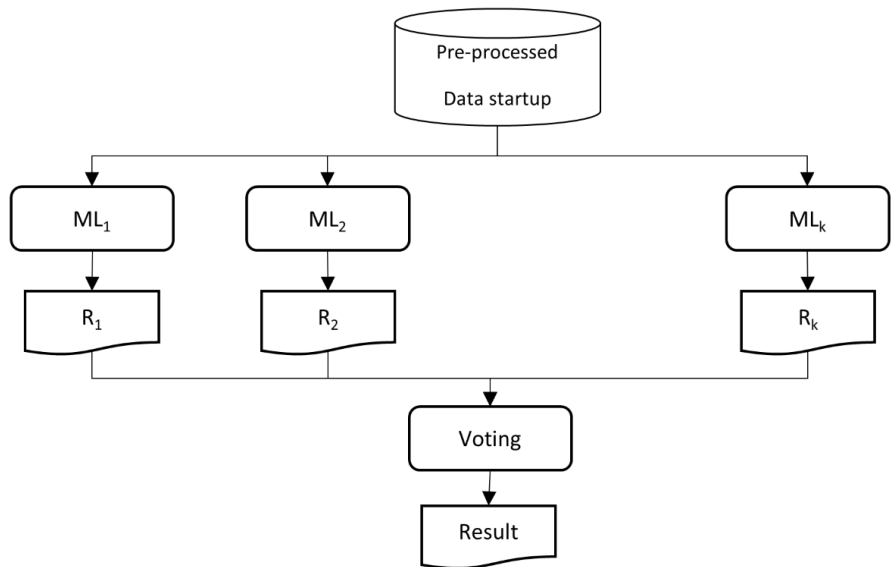 Pre-processed
Data startup
ML₁
ML₂
MLₖ
R₁
R₂
Rₖ
Voting
Result